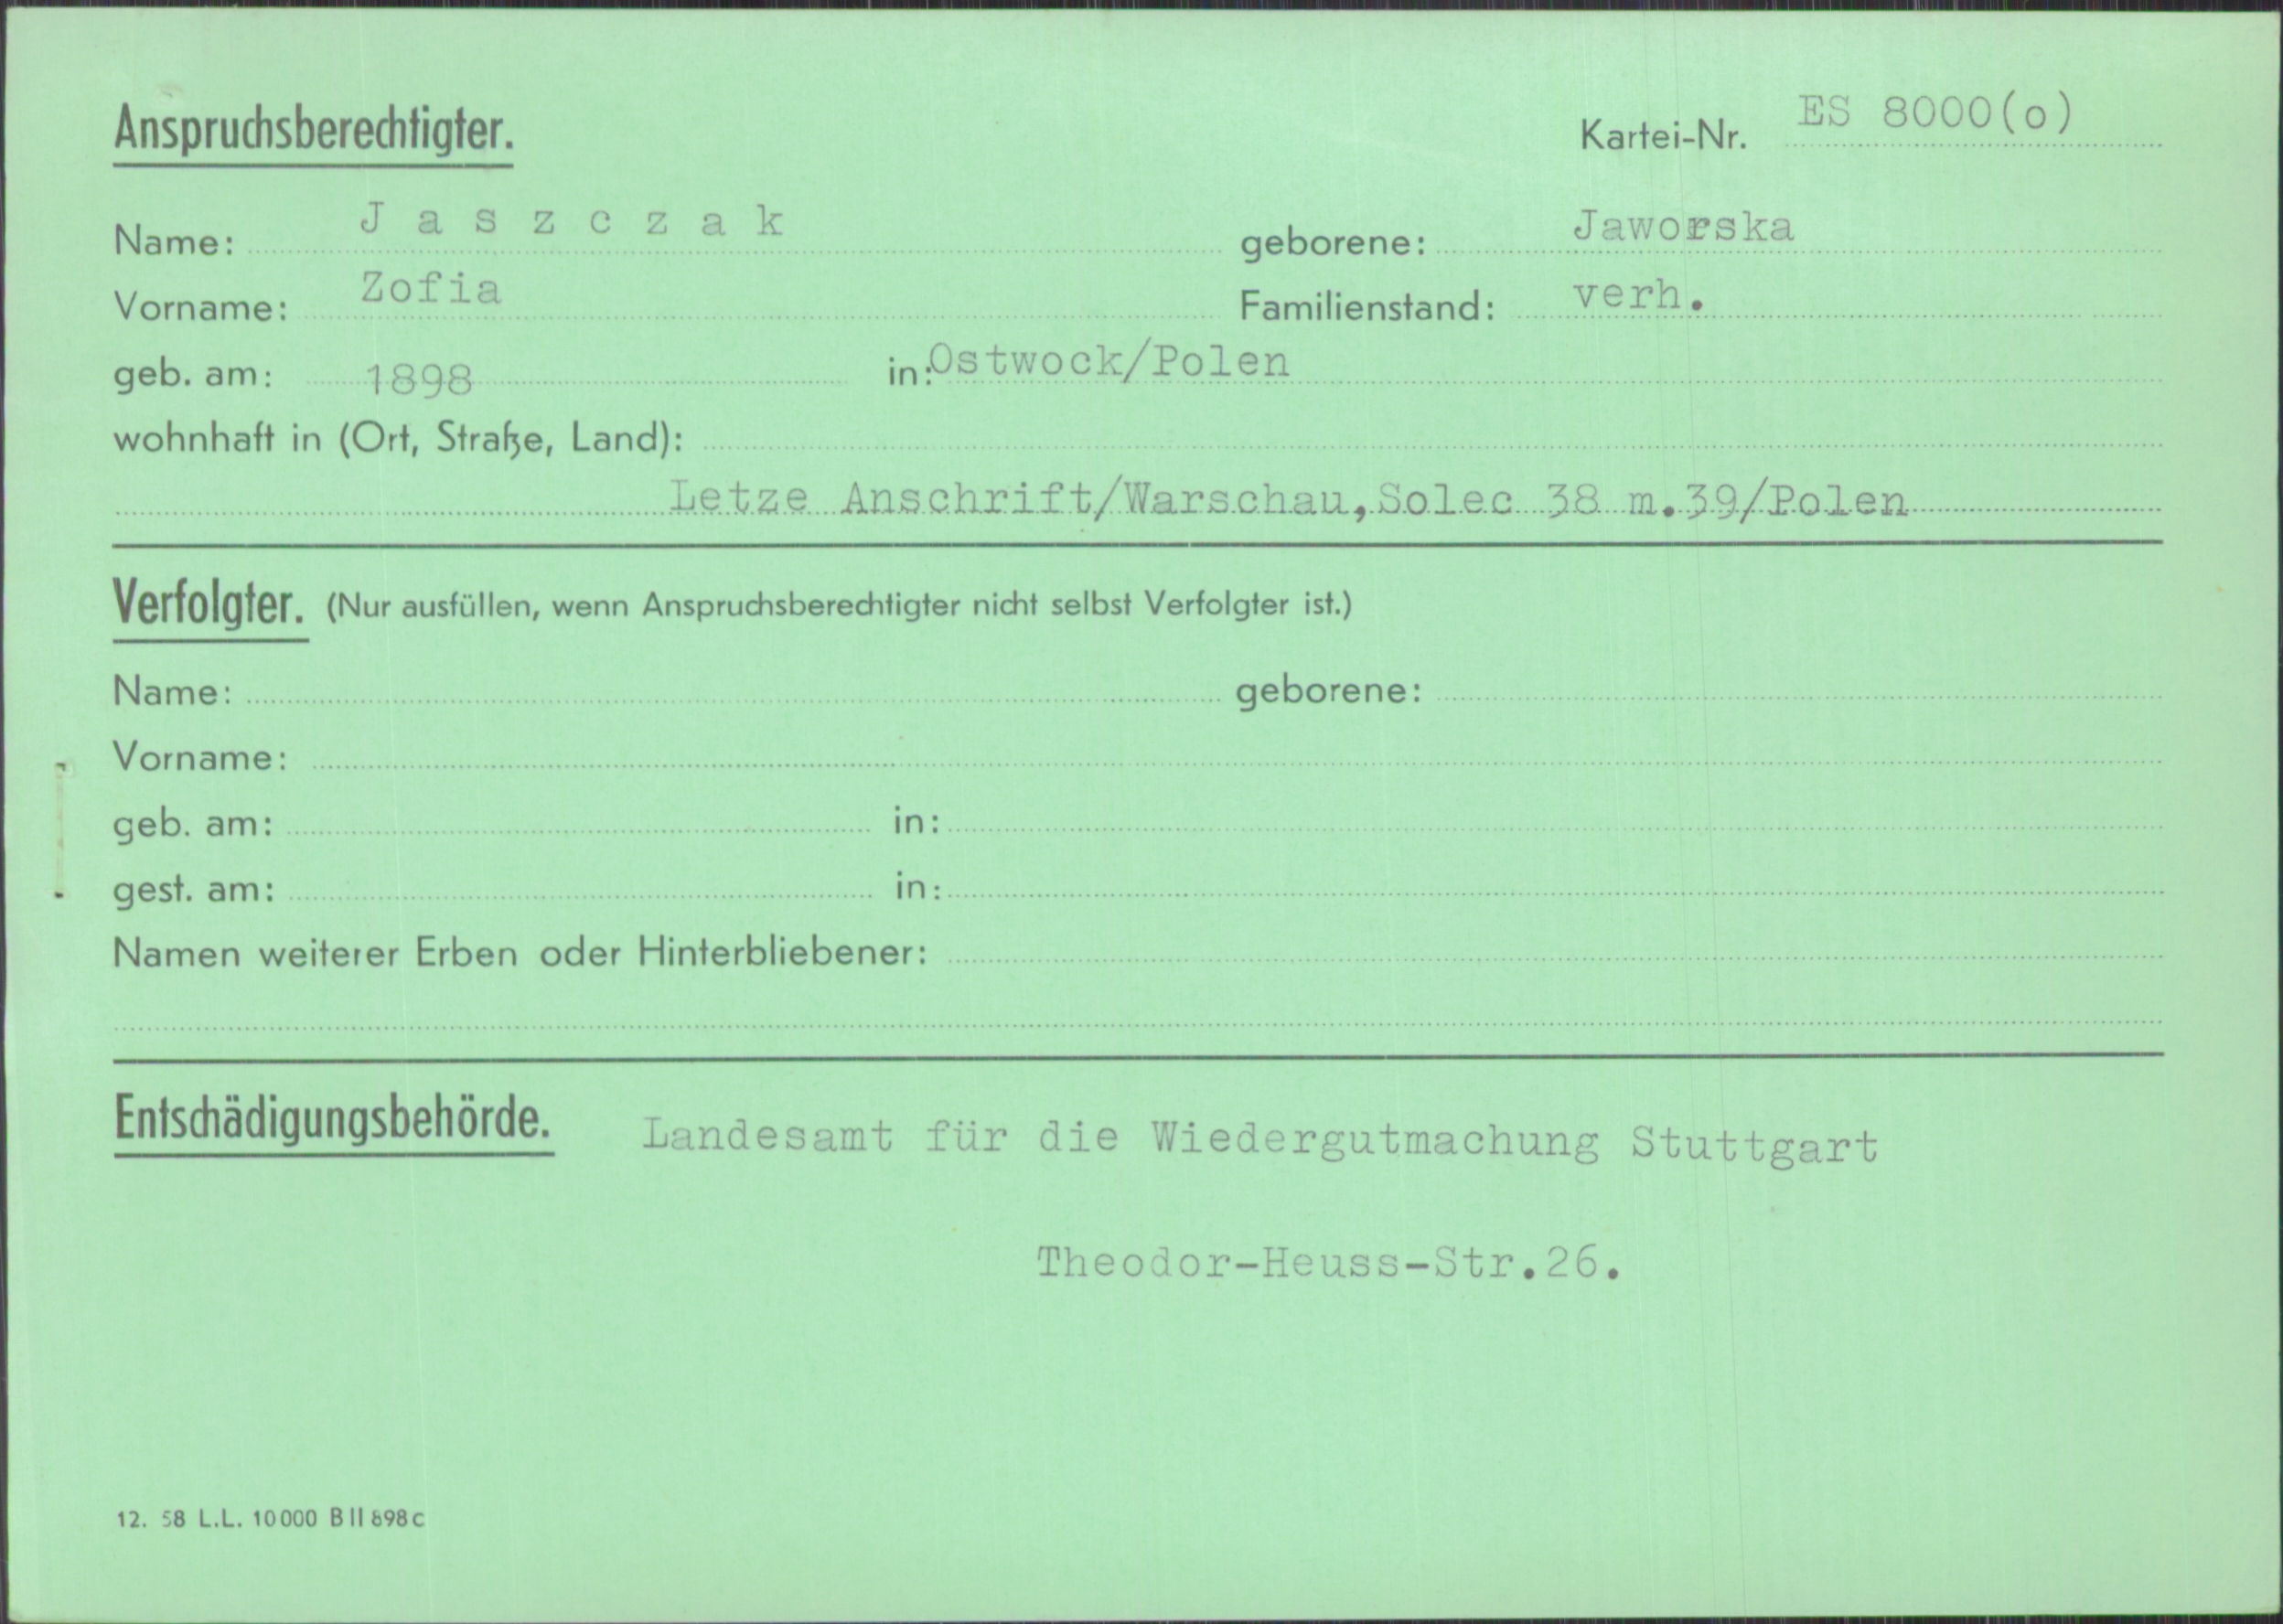 Anspruchsberechtigter.
Kartei-Nr. ES 8000(o)
Name: Jaszczak geborene: Jaworska
Vorname: Zofia Familienstand: verh.
geb. am: 1898 in: Ostwock/Polen
wohnhaft in (Ort, Straße, Land):
Letze Anschrift/Warschau, Solec 38 m.39/Polen
Verfolgter. (Nur ausfüllen, wenn Anspruchsberechtigter nicht selbst Verfolgter ist.)
Name: geborene:
Vorname:
geb. am: in:
gest. am: in:
Namen weiterer Erben oder Hinterbliebener:
Entschädigungsbehörde. Landesamt für die Wiedergutmachung Stuttgart
Theodor-Heuss-Str.26.
12. 58 L.L. 10000 B II 898 c